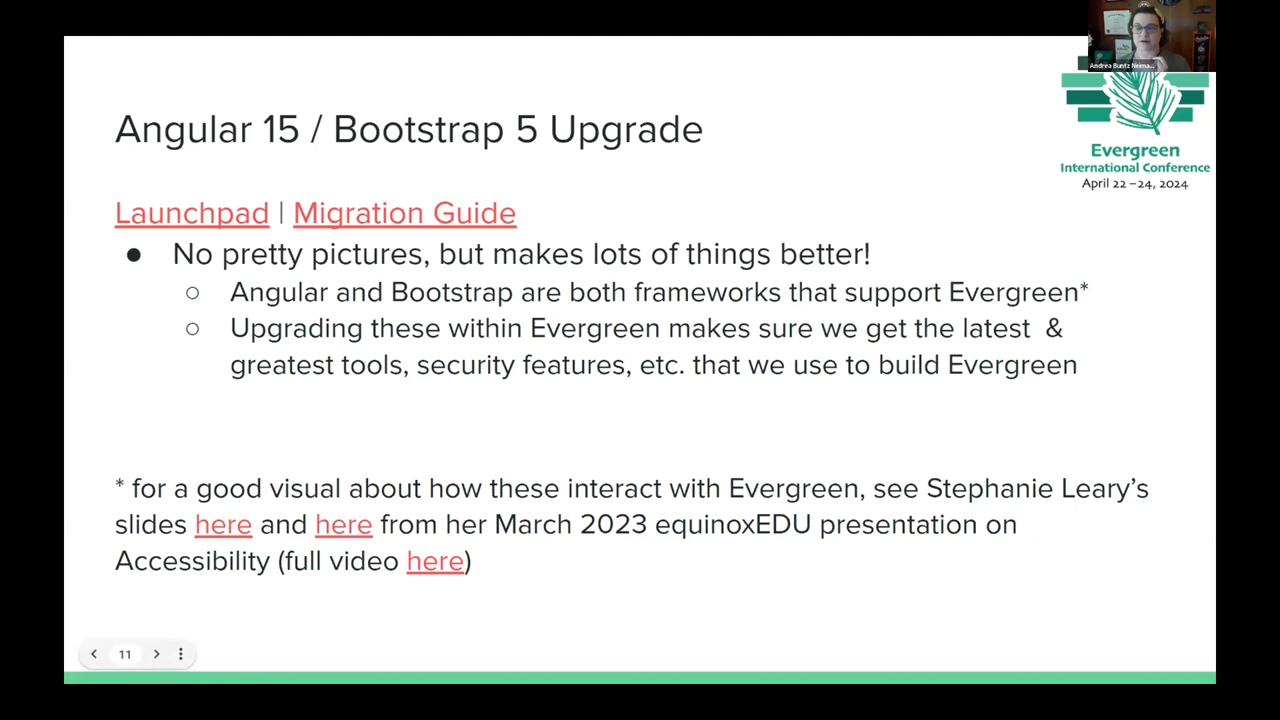 Andrea Buntz Neima...
Evergreen
International Conference
April 22–24, 2024
Angular 15 / Bootstrap 5 Upgrade
Launchpad | Migration Guide
● No pretty pictures, but makes lots of things better!
○ Angular and Bootstrap are both frameworks that support Evergreen*
○ Upgrading these within Evergreen makes sure we get the latest &
greatest tools, security features, etc. that we use to build Evergreen
* for a good visual about how these interact with Evergreen, see Stephanie Leary’s
slides here and here from her March 2023 equinoxEDU presentation on
Accessibility (full video here)
11